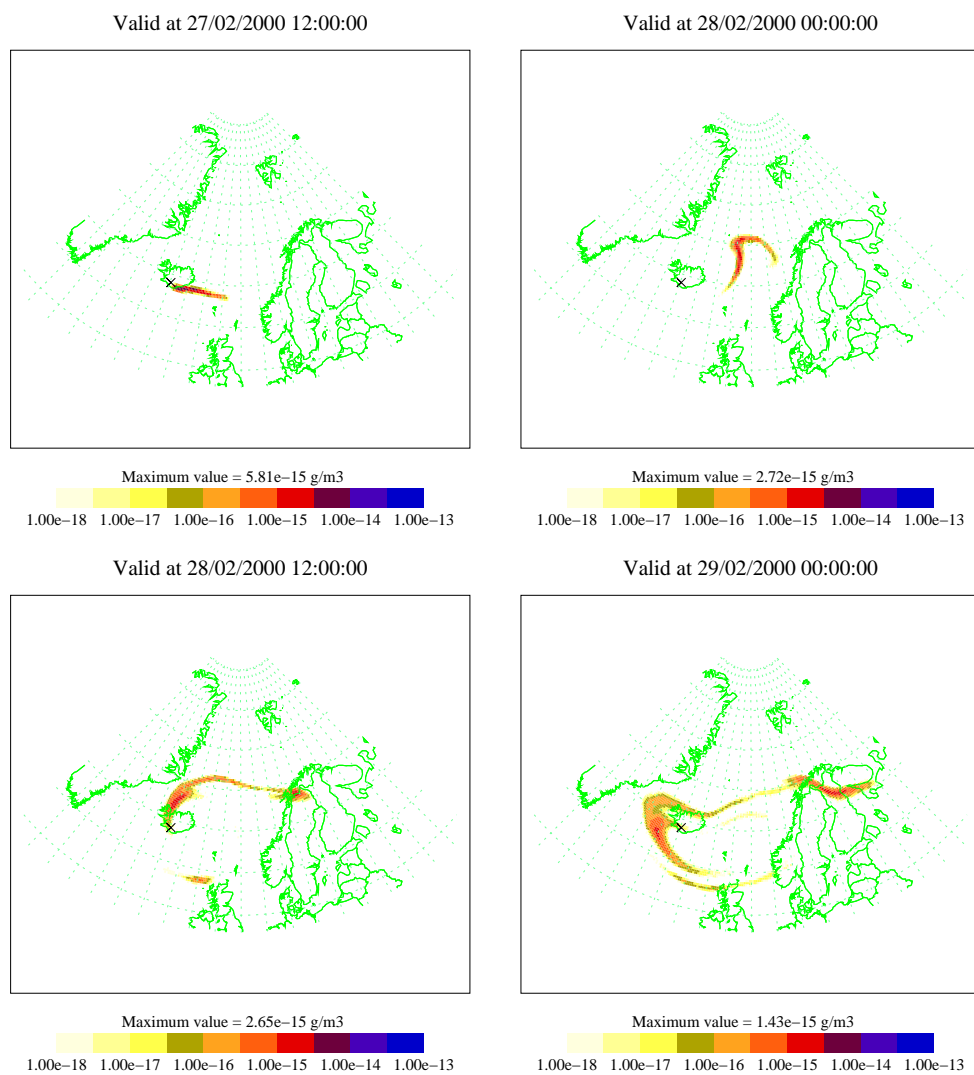 Valid at 27/02/2000 12:00:00
Valid at 28/02/2000 00:00:00
Maximum value = 5.81e−15 g/m3
1.00e−18 1.00e−17 1.00e−16 1.00e−15 1.00e−14 1.00e−13
Maximum value = 2.72e−15 g/m3
1.00e−18 1.00e−17 1.00e−16 1.00e−15 1.00e−14 1.00e−13
Valid at 28/02/2000 12:00:00
Valid at 29/02/2000 00:00:00
Maximum value = 2.65e−15 g/m3
1.00e−18 1.00e−17 1.00e−16 1.00e−15 1.00e−14 1.00e−13
Maximum value = 1.43e−15 g/m3
1.00e−18 1.00e−17 1.00e−16 1.00e−15 1.00e−14 1.00e−13